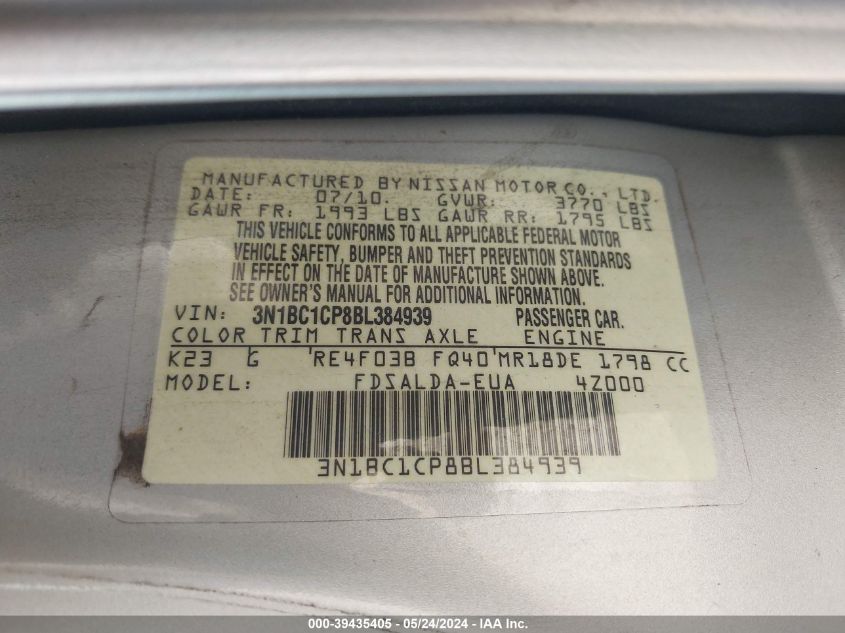 MANUFACTURED BY NISSAN MOTOR CO., LTD.
DATE: 07/10. GVWR: 3770 LBS
GAWR FR: 1993 LBS GAWR RR: 1795 LBS
THIS VEHICLE CONFORMS TO ALL APPLICABLE FEDERAL MOTOR
VEHICLE SAFETY, BUMPER AND THEFT PREVENTION STANDARDS
IN EFFECT ON THE DATE OF MANUFACTURE SHOWN ABOVE.
SEE OWNER'S MANUAL FOR ADDITIONAL INFORMATION.
VIN: 3N1BC1CP8BL384939 PASSENGER CAR.
COLOR TRIM TRANS AXLE ENGINE
K23 G RE4F03B FQ40 MR18DE 1798 CC
MODEL: FDSALDA-EUA 4Z000
3N1BC1CP8BL384939
000-39435405 - 05/24/2024 - IAA Inc.